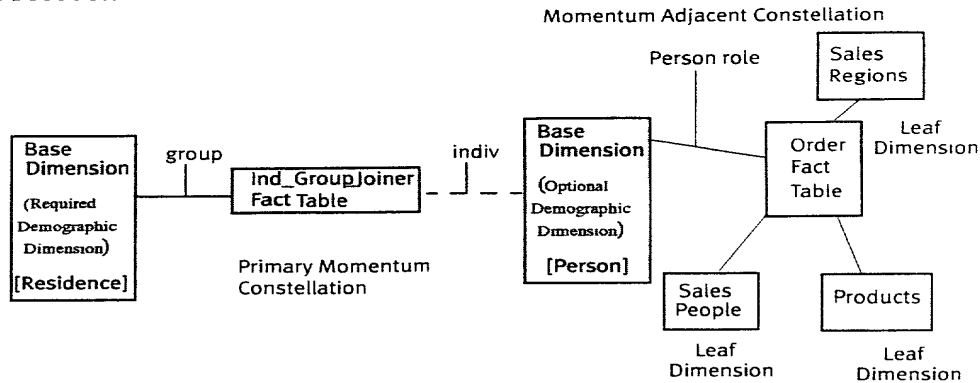 Momentum Adjacent Constellation
Base
Dimension
(Required
Demographic
Dimension)
[Residence]
group
Ind_GroupJoiner
Fact Table
Primary Momentum
Constellation
indiv
Base
Dimension
(Optional
Demographic
Dimension)
[Person]
Person role
Sales
Regions
Leaf
Dimension
Order
Fact
Table
Sales
People
Leaf
Dimension
Products
Leaf
Dimension